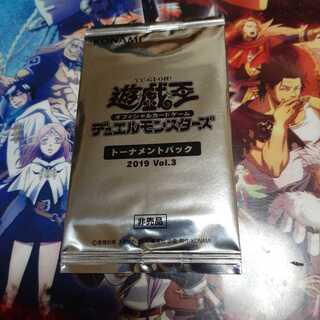 KONAMI
YU-GI-OH!
遊戯王
オフィシャルカードゲーム
デュエルモンスターズ
トーナメントパック
2019 Vol.3
非売品